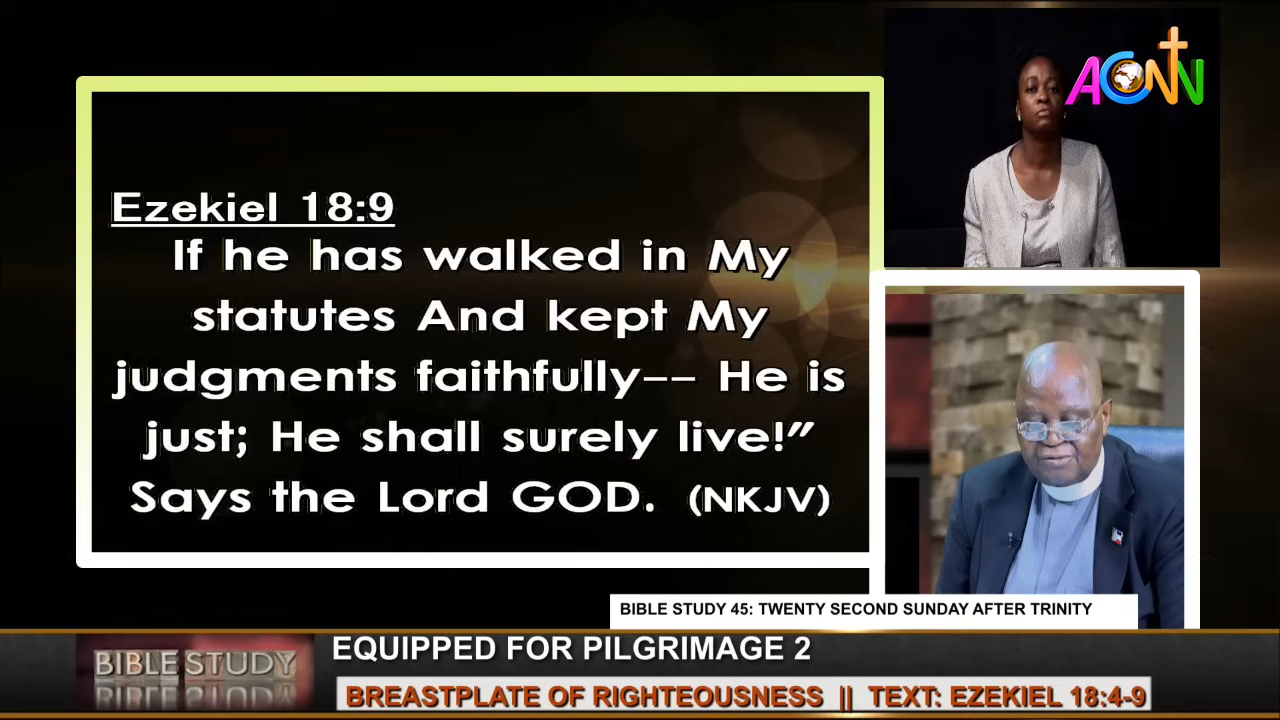 ACNN
Ezekiel 18:9
If he has walked in My
statutes And kept My
judgments faithfully-- He is
just; He shall surely live!”
Says the Lord GOD. (NKJV)
BIBLE STUDY 45: TWENTY SECOND SUNDAY AFTER TRINITY
BIBLE STUDY
EQUIPPED FOR PILGRIMAGE 2
BREASTPLATE OF RIGHTEOUSNESS || TEXT: EZEKIEL 18:4-9